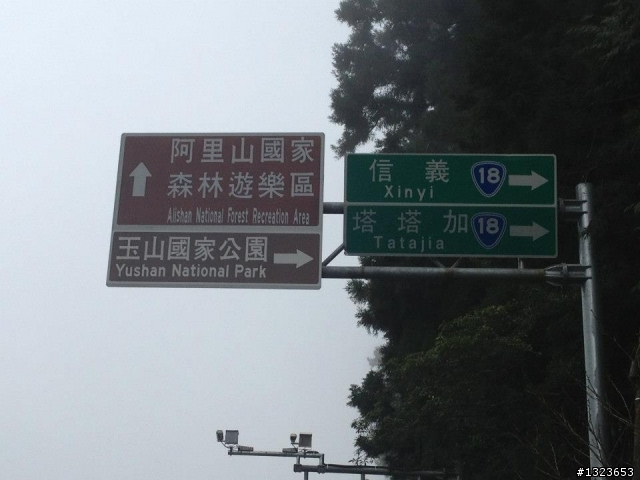 阿里山國家
森林遊樂區
Alishan National Forest Recreation Area
玉山國家公園
Yushan National Park
信義 18
Xinyi
塔塔加 18
Tatajia
#1323653